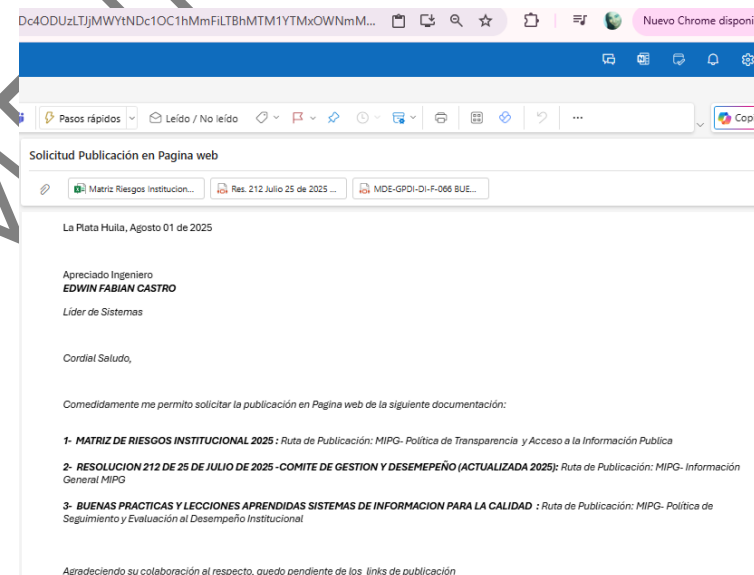 Dc4ODUzLTJjMWYtNDc1OC1hMmFiLTBhMTM1YTMxOWNmM...
Nuevo Chrome disponi
Pasos rápidos
Leído / No leído
Copi
Solicitud Publicación en Pagina web
Matriz Riesgos Institucion...
Res. 212 Julio 25 de 2025 ...
MDE-GPDI-DI-F-066 BUE...
La Plata Huila, Agosto 01 de 2025
Apreciado Ingeniero
EDWIN FABIAN CASTRO
Líder de Sistemas
Cordial Saludo,
Comedidamente me permito solicitar la publicación en Pagina web de la siguiente documentación:
1- MATRIZ DE RIESGOS INSTITUCIONAL 2025 : Ruta de Publicación: MIPG- Política de Transparencia y Acceso a la Información Publica
2- RESOLUCION 212 DE 25 DE JULIO DE 2025 -COMITE DE GESTION Y DESEMEPEÑO (ACTUALIZADA 2025): Ruta de Publicación: MIPG- Información
General MIPG
3- BUENAS PRACTICAS Y LECCIONES APRENDIDAS SISTEMAS DE INFORMACION PARA LA CALIDAD : Ruta de Publicación: MIPG- Política de
Seguimiento y Evaluación al Desempeño Institucional
Agradeciendo su colaboración al respecto, quedo pendiente de los links de publicación